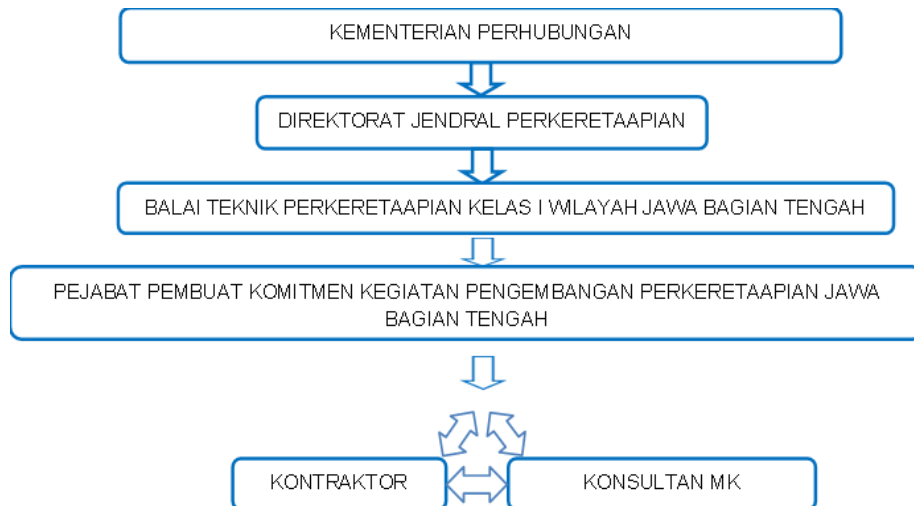 KEMENTERIAN PERHUBUNGAN
DIREKTORAT JENDRAL PERKERETAAPIAN
BALAI TEKNIK PERKERETAAPIAN KELAS I WILAYAH JAWA BAGIAN TENGAH
PEJABAT PEMBUAT KOMITMEN KEGIATAN PENGEMBANGAN PERKERETAAPIAN JAWA
BAGIAN TENGAH
KONTRAKTOR
KONSULTAN MK